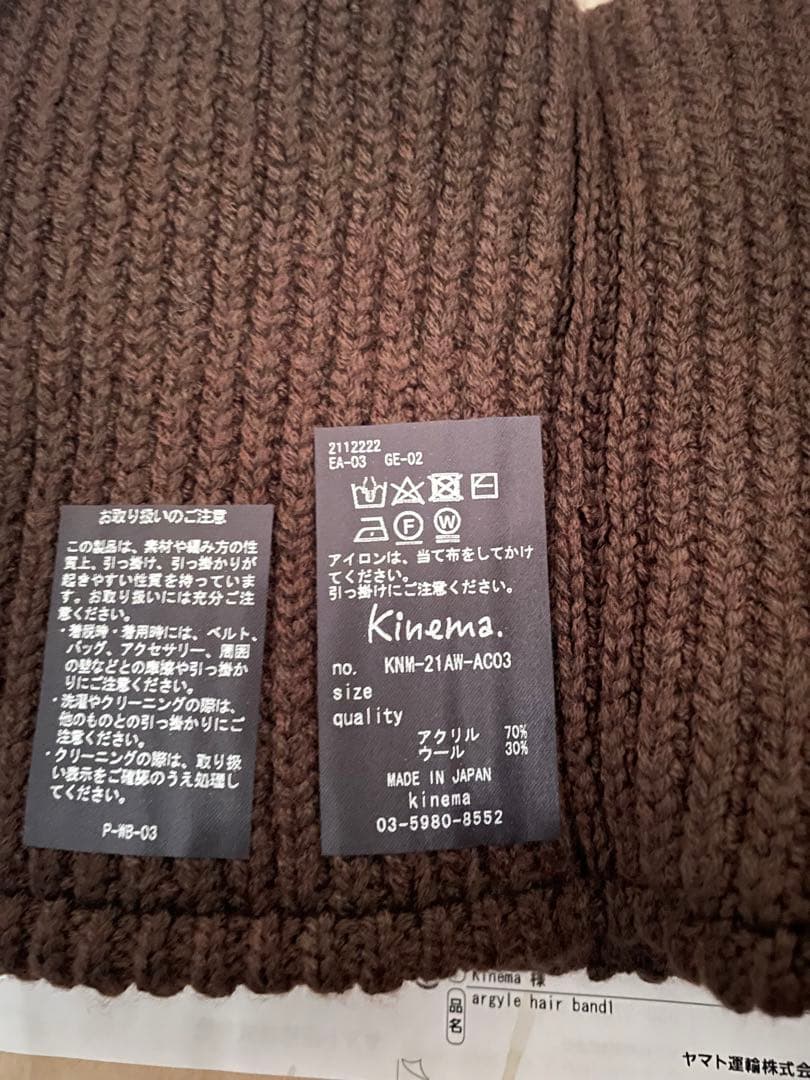 お取り扱いのご注意
この製品は、素材や編み方の性
質上、引っ掛け、引っ掛かりが
起きやすい性質を持っていま
す。お取り扱いには充分ご注
意ください。
・着脱時・着用時には、ベルト、
バッグ、アクセサリー、周囲
の壁などとの摩擦や引っ掛か
りにご注意ください。
・洗濯やクリーニングの際は、
他のものとの引っ掛かりにご
注意ください。
・クリーニングの際は、取り扱
い表示をご確認のうえ処理し
てください。
P-WB-03
2112222
EA-03 GE-02
F W
アイロンは、当て布をしてかけ
てください。
引っ掛けにご注意ください。
Kinema.
no. KNM-21AW-AC03
size
quality
アクリル 70%
ウール 30%
MADE IN JAPAN
kinema
03-5980-8552
Kinema 様
品名
argyle hair band1
ヤマト運輸株式会